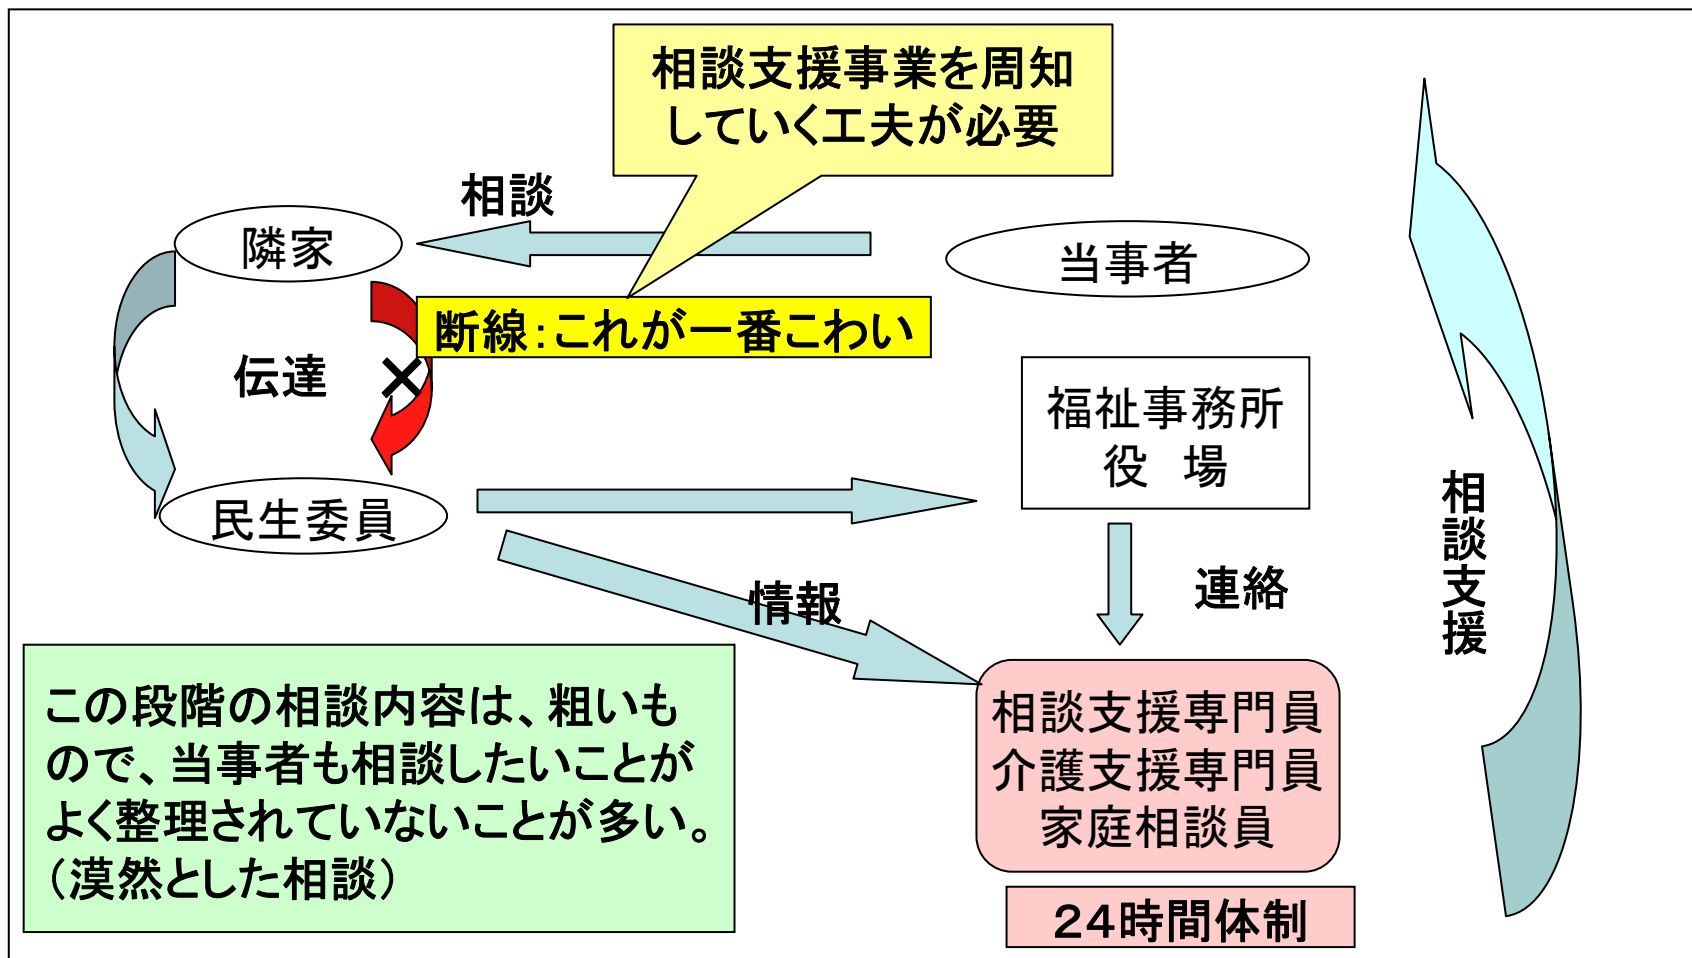 相談支援事業を周知
していく工夫が必要
相談
隣家
当事者
断線：これが一番こわい
伝達
×
福祉事務所
役　場
民生委員
相談支援
情報
連絡
この段階の相談内容は、粗いも
ので、当事者も相談したいことが
よく整理されていないことが多い。
（漠然とした相談）
相談支援専門員
介護支援専門員
家庭相談員
２４時間体制